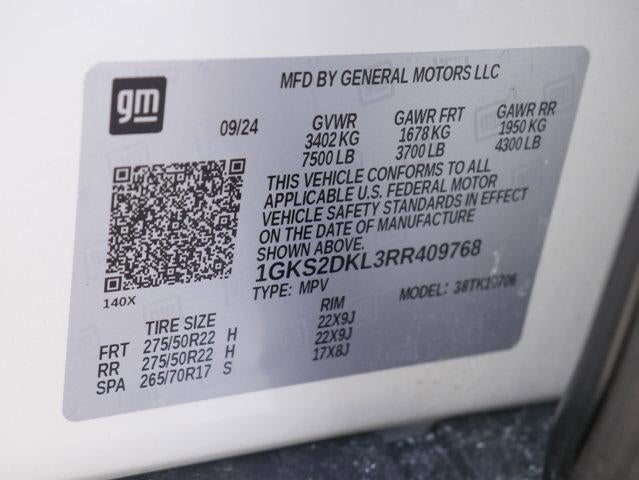 MFD BY GENERAL MOTORS LLC
gm
09/24
GVWR GAWR FRT GAWR RR
3402 KG 1678 KG 1950 KG
7500 LB 3700 LB 4300 LB
THIS VEHICLE CONFORMS TO ALL
APPLICABLE U.S. FEDERAL MOTOR
VEHICLE SAFETY STANDARDS IN EFFECT
ON THE DATE OF MANUFACTURE
SHOWN ABOVE.
1GKS2DKL3RR409768
TYPE: MPV MODEL: 38TK10706
140X
TIRE SIZE RIM
FRT 275/50R22 H 22X9J
RR 275/50R22 H 22X9J
SPA 265/70R17 S 17X8J